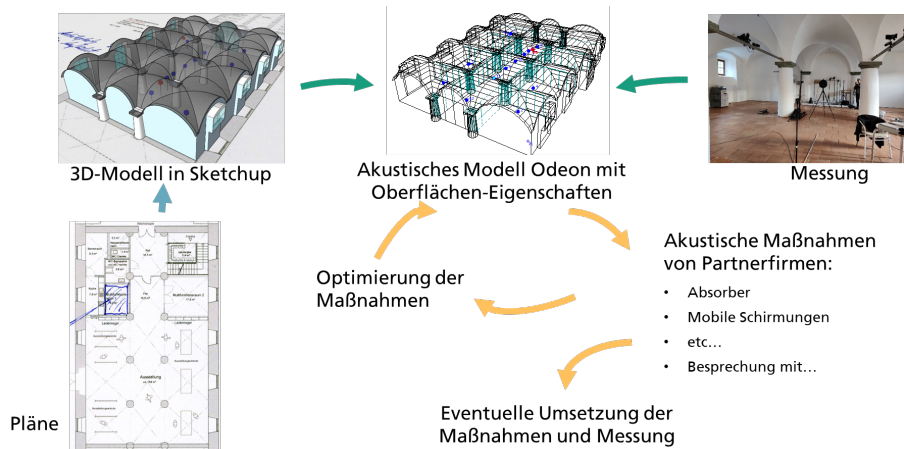 3D-Modell in Sketchup
Akustisches Modell Odeon mit
Oberflächen-Eigenschaften
Messung
Akustische Maßnahmen
von Partnerfirmen:
• Absorber
• Mobile Schirmungen
• etc…
• Besprechung mit…
Optimierung der
Maßnahmen
Pläne
Ausstellung
Eventuelle Umsetzung der
Maßnahmen und Messung